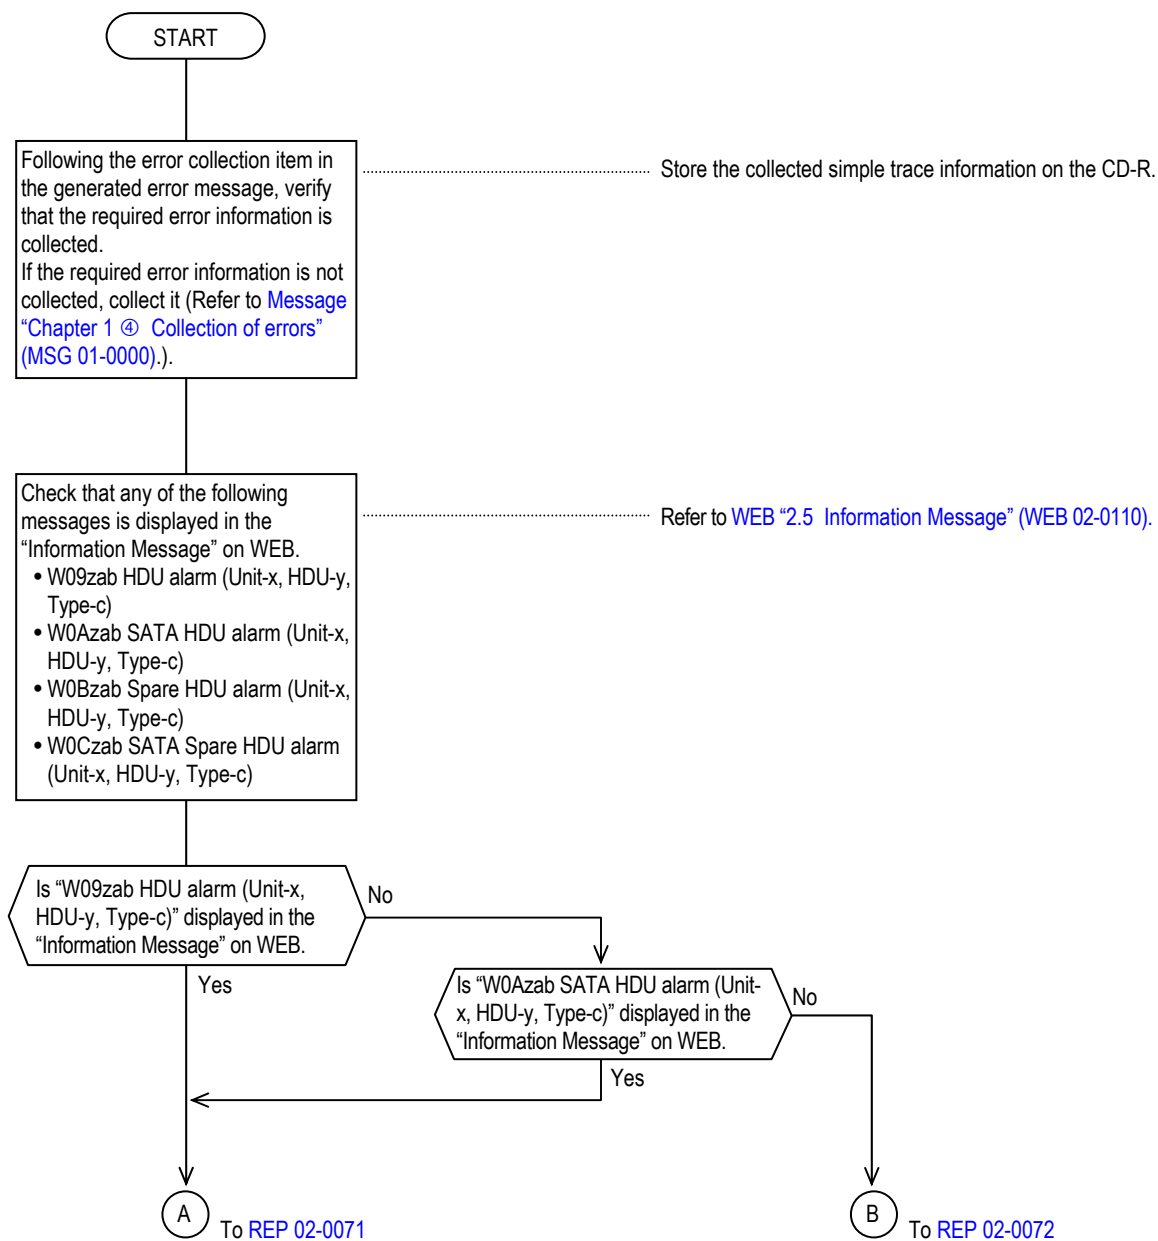 START
Following the error collection item in
the generated error message, verify
that the required error information is
collected.
If the required error information is not
collected, collect it (Refer to Message
“Chapter 1 ④ Collection of errors”
(MSG 01-0000).).
Store the collected simple trace information on the CD-R.
Check that any of the following
messages is displayed in the
“Information Message” on WEB.
• W09zab HDU alarm (Unit-x, HDU-y,
Type-c)
• W0Azab SATA HDU alarm (Unit-x,
HDU-y, Type-c)
• W0Bzab Spare HDU alarm (Unit-x,
HDU-y, Type-c)
• W0Czab SATA Spare HDU alarm
(Unit-x, HDU-y, Type-c)
Refer to WEB “2.5 Information Message” (WEB 02-0110).
Is “W09zab HDU alarm (Unit-x,
HDU-y, Type-c)” displayed in the
“Information Message” on WEB.
No
Yes
Is “W0Azab SATA HDU alarm (Unit-
x, HDU-y, Type-c)” displayed in the
“Information Message” on WEB.
No
Yes
A
To REP 02-0071
B
To REP 02-0072